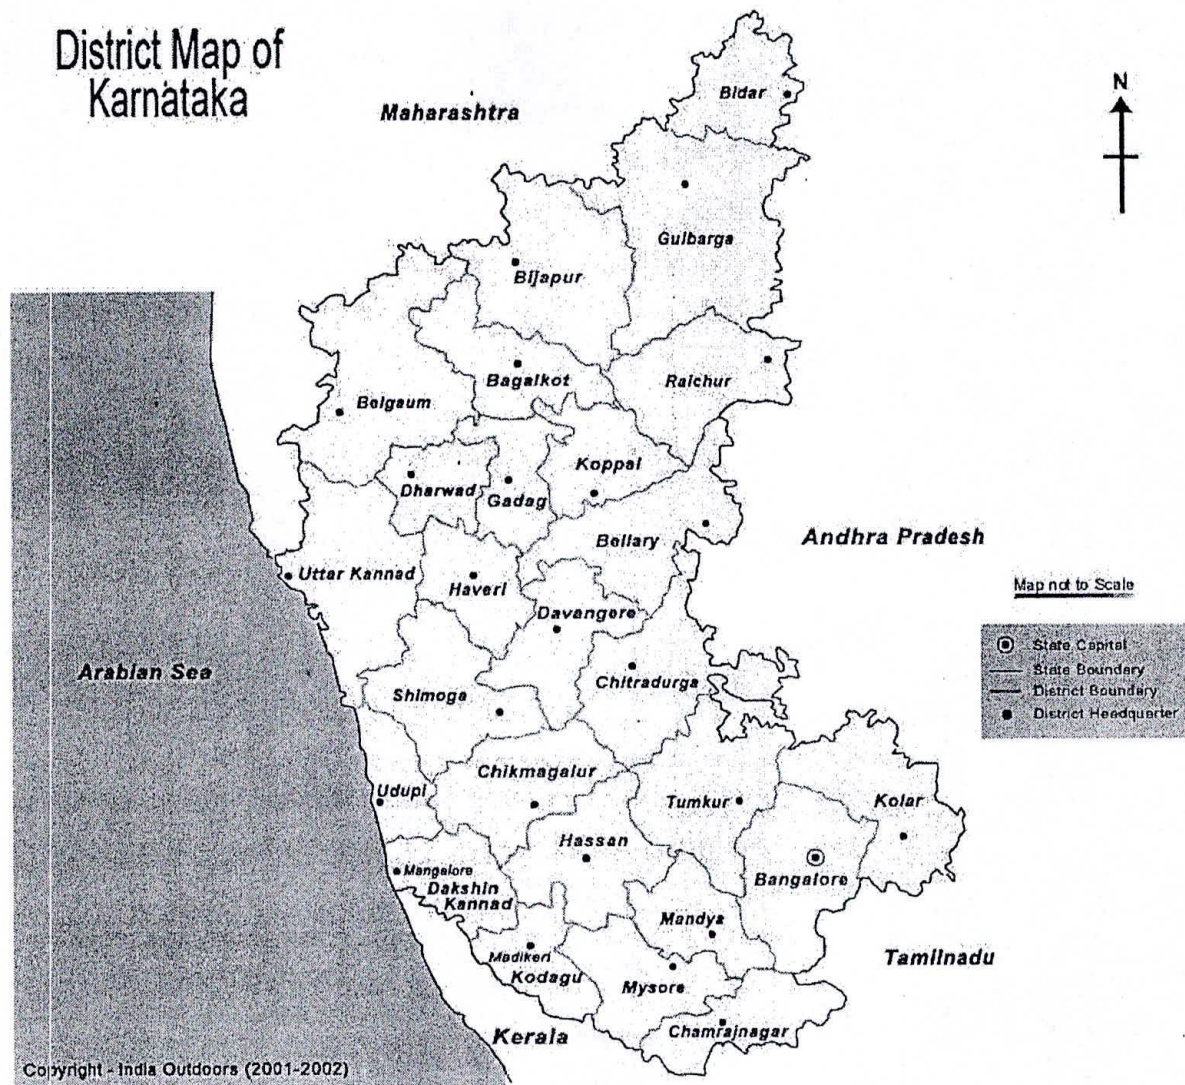 District Map of
Karnataka
Maharashtra
N
Bidar
Gulbarga
Bijapur
Bagalkot
Raichur
Belgaum
Koppal
Dharwad
Gadag
Bellary
Andhra Pradesh
Uttar Kannad
Haveri
Map not to Scale
Davangere
State Capital
State Boundary
District Boundary
District Headquarter
Arabian Sea
Chitradurga
Shimoga
Chikmagalur
Udupi
Tumkur
Kolar
Hassan
Mangalore
Dakshin
Kannad
Bangalore
Mandya
Madikeri
Kodagu
Mysore
Tamilnadu
Chamrajnagar
Kerala
Copyright - India Outdoors (2001-2002)